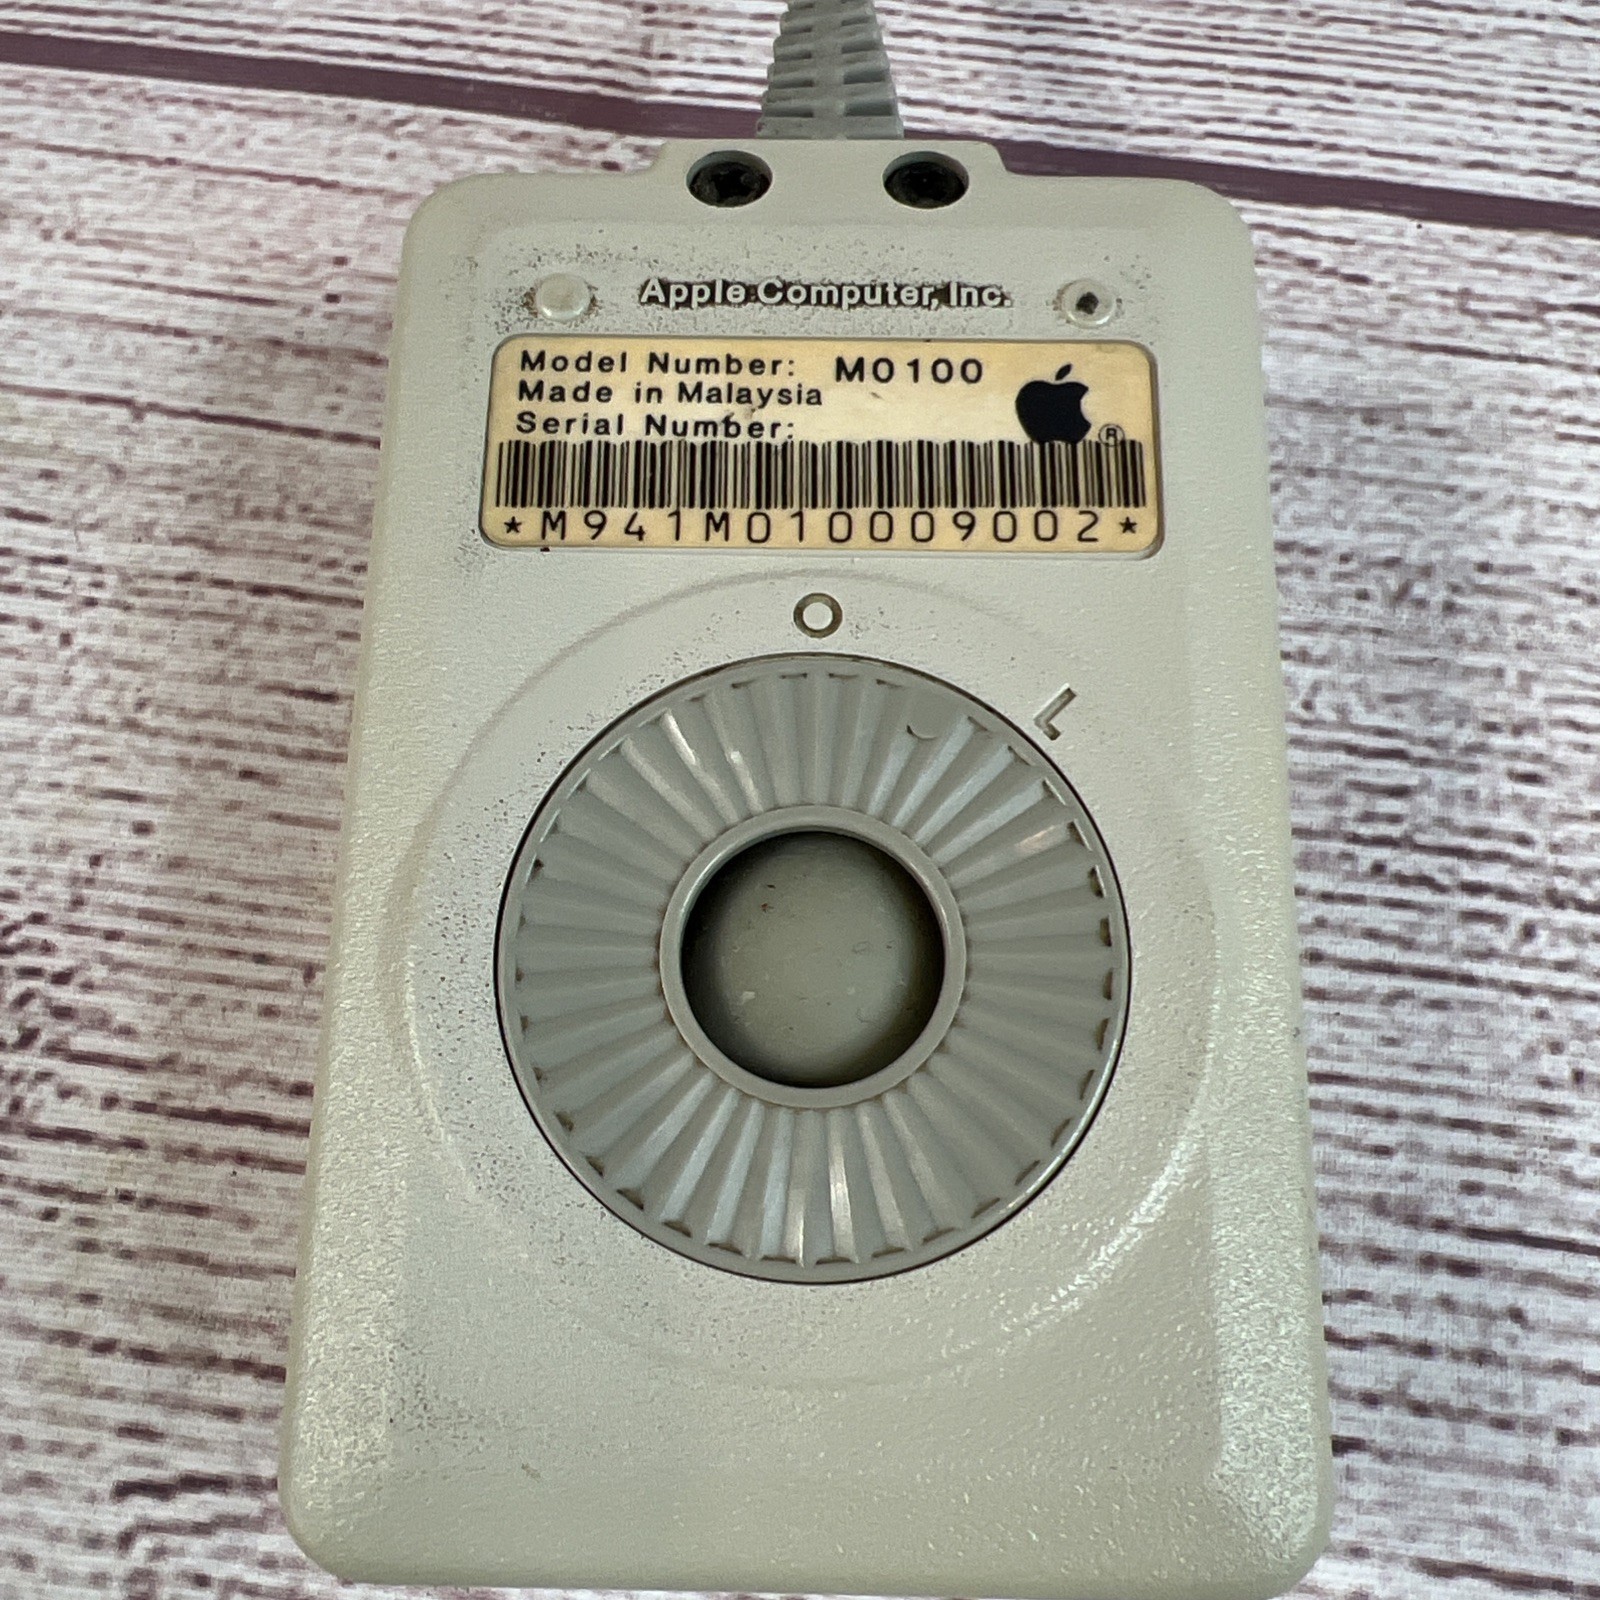 Apple Computer, Inc.
Model Number: M0100
Made in Malaysia
Serial Number:
®
*M941M010009002*
O
L